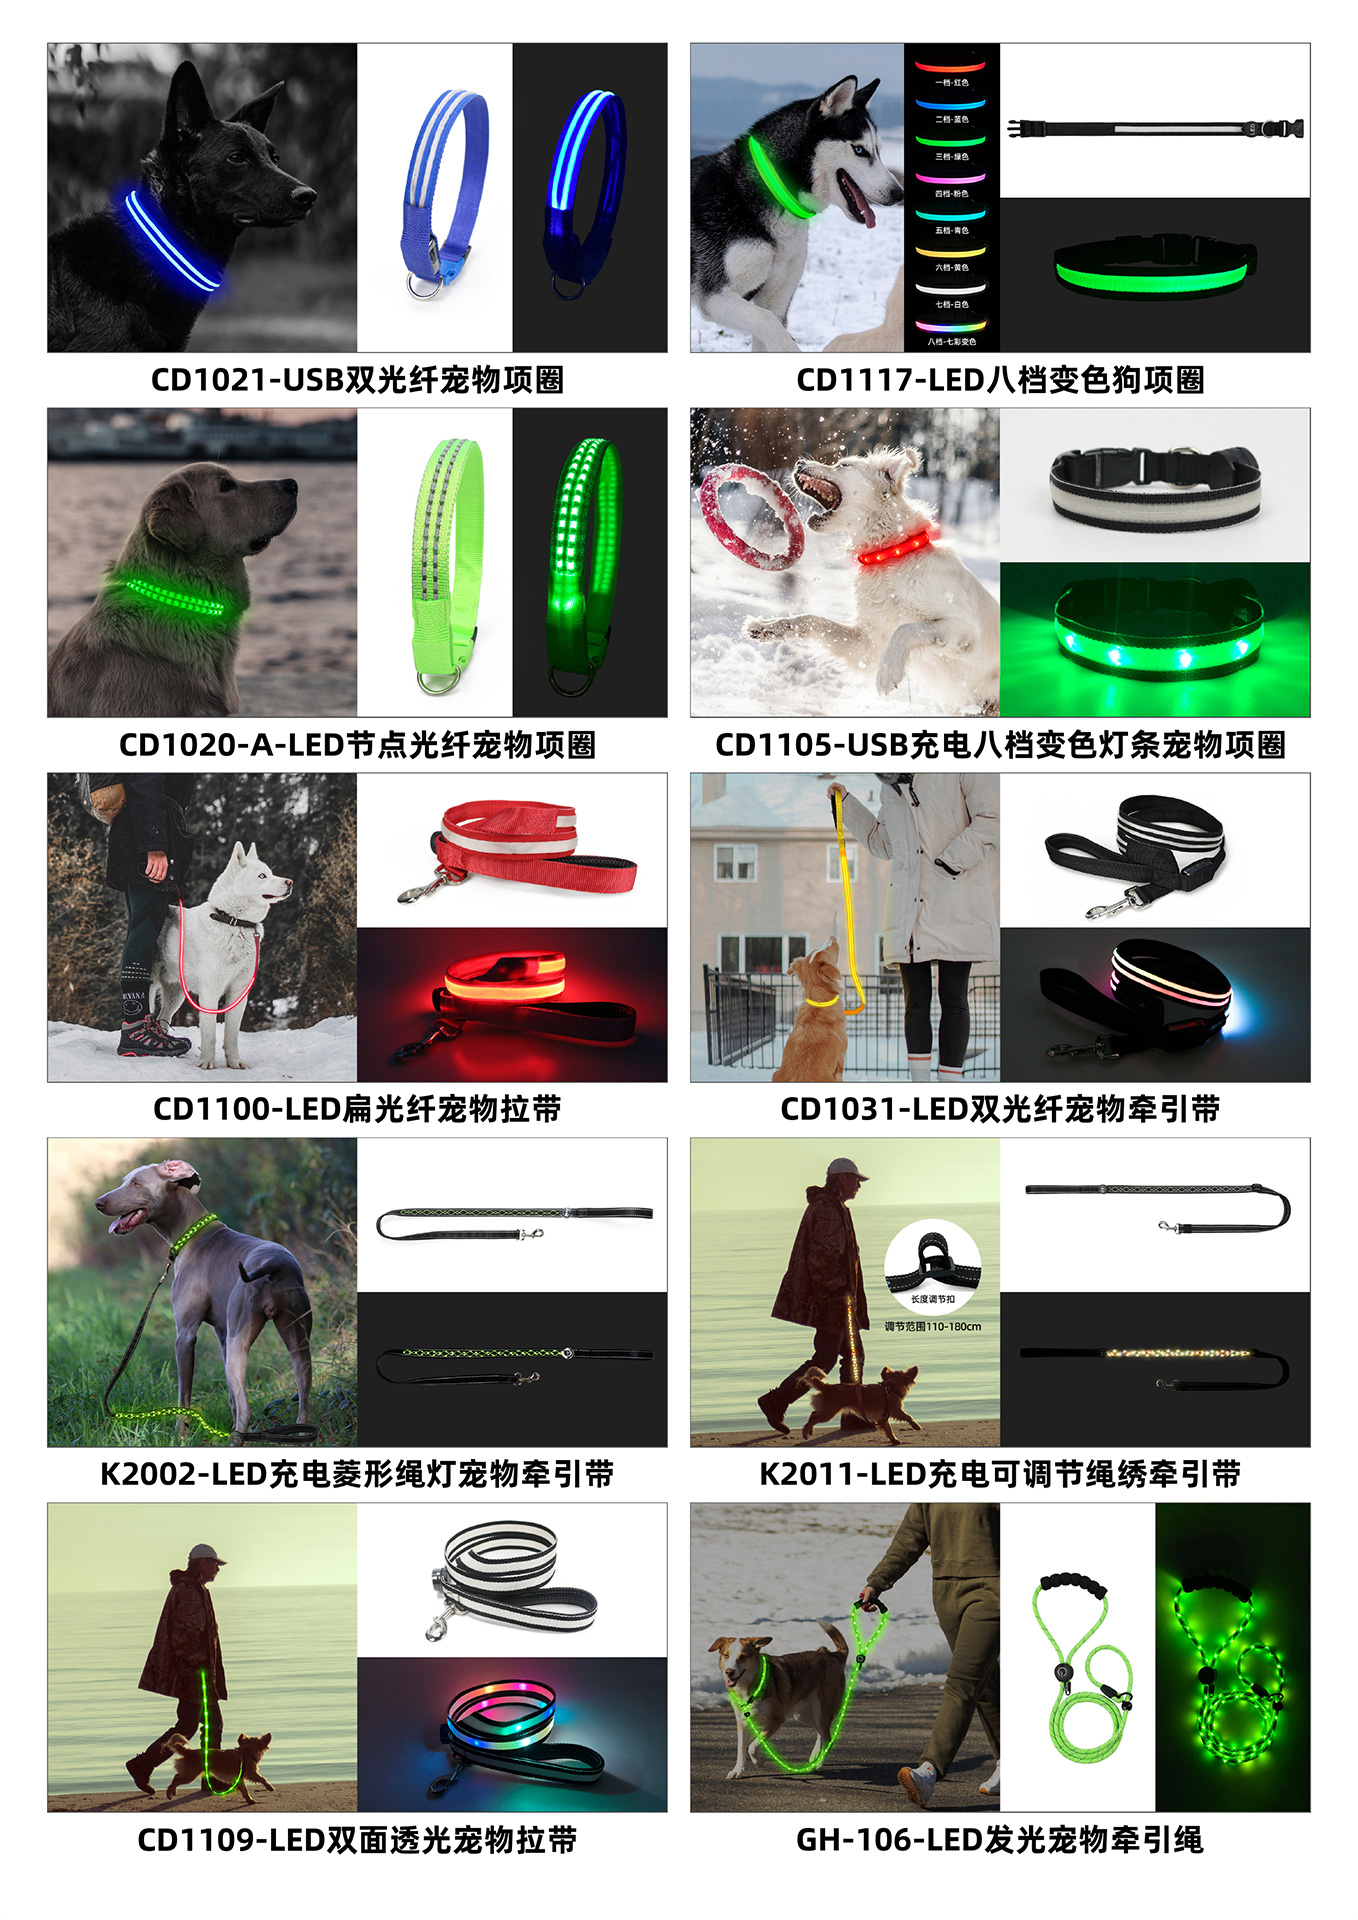 一档-红色
二档-蓝色
三档-绿色
四档-粉色
五档-青色
六档-黄色
七档-白色
八档-七彩变色
CD1021-USB双光纤宠物项圈
CD1117-LED八档变色狗项圈
CD1020-A-LED节点光纤宠物项圈
CD1105-USB充电八档变色灯条宠物项圈
NIRVANA
CD1100-LED扁光纤宠物拉带
CD1031-LED双光纤宠物牵引带
长度调节扣
调节范围110-180cm
K2002-LED充电菱形绳灯宠物牵引带
K2011-LED充电可调节绳绣牵引带
CD1109-LED双面透光宠物拉带
GH-106-LED发光宠物牵引绳